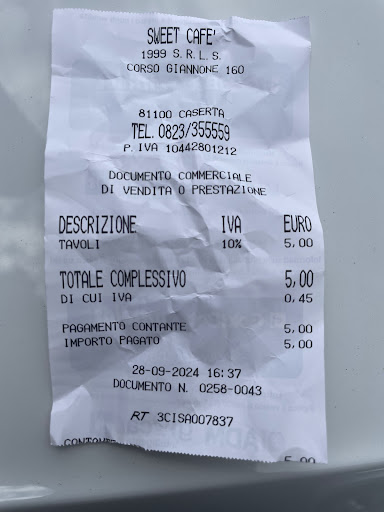 SWEET CAFE'
1999 S.R.L.S.
CORSO GIANNONE 160
81100 CASERTA
TEL. 0823/355559
P. IVA 10442801212
DOCUMENTO COMMERCIALE
DI VENDITA O PRESTAZIONE
DESCRIZIONE IVA EURO
TAVOLI 10% 5,00
TOTALE COMPLESSIVO 5,00
DI CUI IVA 0,45
PAGAMENTO CONTANTE 5,00
IMPORTO PAGATO 5,00
28-09-2024 16:37
DOCUMENTO N. 0258-0043
RT 3CISA007837
5,00